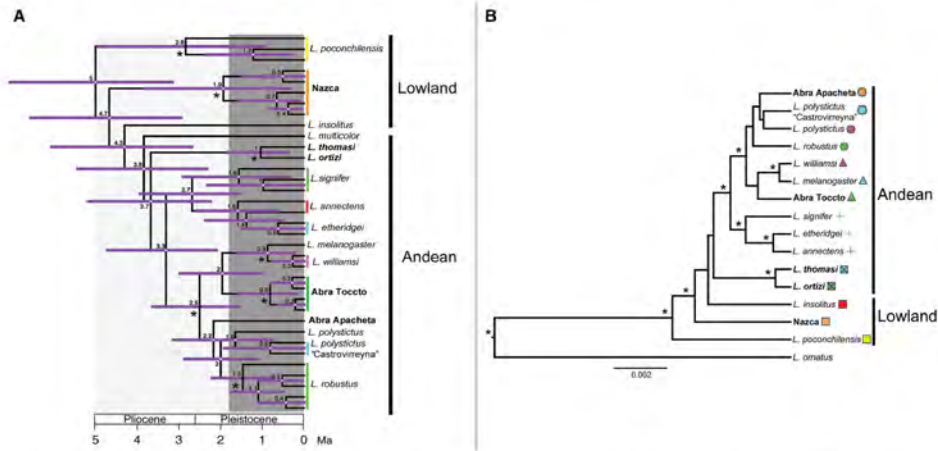 A
L. poconchilensis
Nazca
Lowland
L. insolitus
L. multicolor
L. thomasi
L. ortizi
L.signifer
L. annectens
L. etheridgei
Andean
L. melanogaster
L. williamsi
Abra Toccto
Abra Apacheta
L. polystictus
L. polystictus
"Castrovirreyna"
L. robustus
Pliocene
Pleistocene
5 4 3 2 1 0 Ma
B
Abra Apacheta
L. polystictus
"Castrovirreyna"
L. polystictus
L. robustus
L. williamsi
L. melanogaster
Abra Toccto
Andean
L. signifer
L. etheridgei
L. annectens
L. thomasi
L. ortizi
L. insolitus
Lowland
Nazca
L. poconchilensis
L. ornatus
0.002